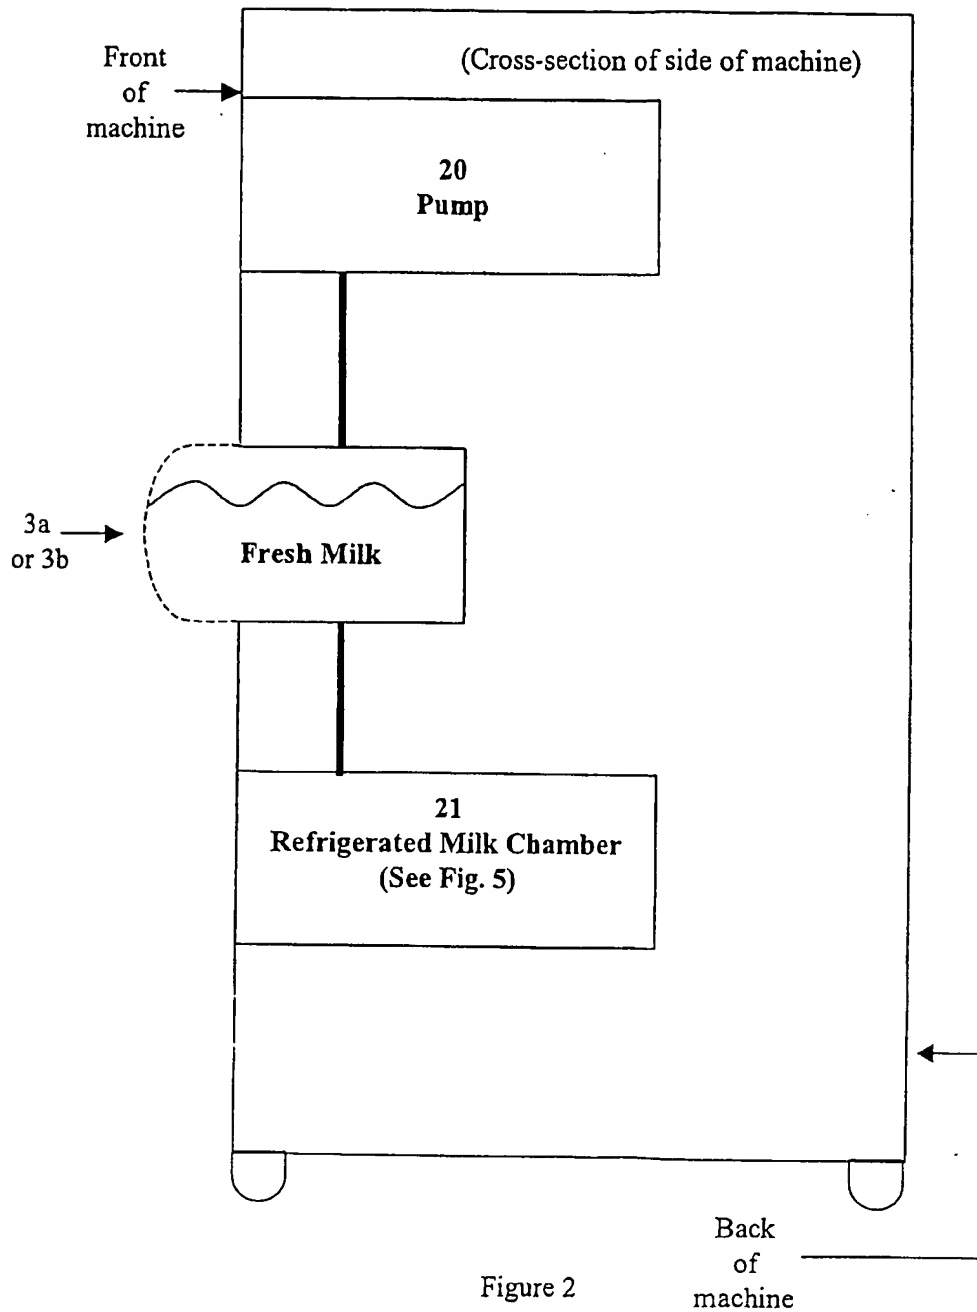 Front
of
machine
(Cross-section of side of machine)
20
Pump
3a
or 3b
Fresh Milk
21
Refrigerated Milk Chamber
(See Fig. 5)
Back
of
machine
Figure 2